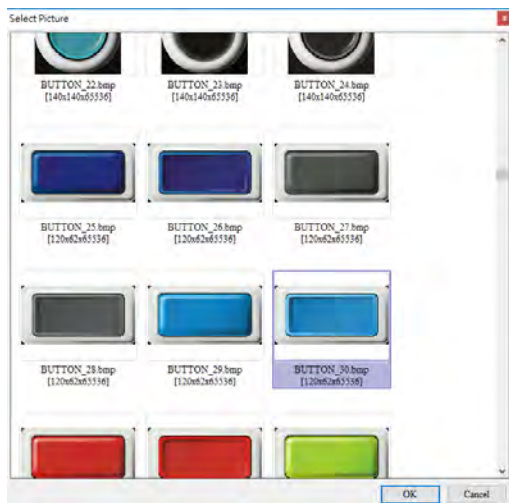 Select Picture
BUTTON_22.bmp
[140x140x65536]
BUTTON_23.bmp
[140x140x65536]
BUTTON_24.bmp
[140x140x65536]
BUTTON_25.bmp
[120x62x65536]
BUTTON_26.bmp
[120x62x65536]
BUTTON_27.bmp
[120x62x65536]
BUTTON_28.bmp
[120x62x65536]
BUTTON_29.bmp
[120x62x65536]
BUTTON_30.bmp
[120x62x65536]
OK
Cancel